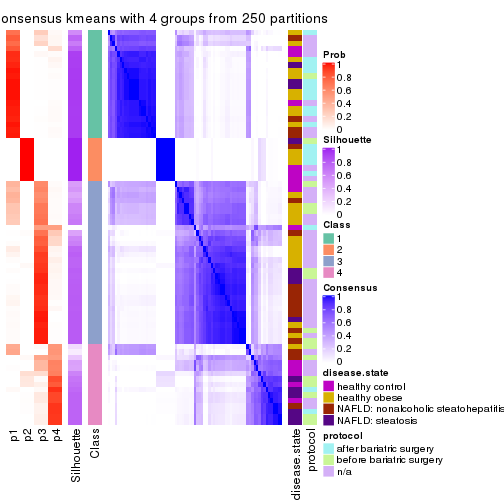 onsensus kmeans with 4 groups from 250 partitions
Prob
1
0.8
0.6
0.4
0.2
0
Silhouette
1
0.8
0.6
0.4
0.2
0
Class
1
2
3
4
Consensus
1
0.8
0.6
0.4
0.2
0
disease.state
healthy control
healthy obese
NAFLD: nonalcoholic steatohepatitis
NAFLD: steatosis
protocol
after bariatric surgery
before bariatric surgery
n/a
p1
p2
p3
p4
Silhouette
Class
disease.state
protocol